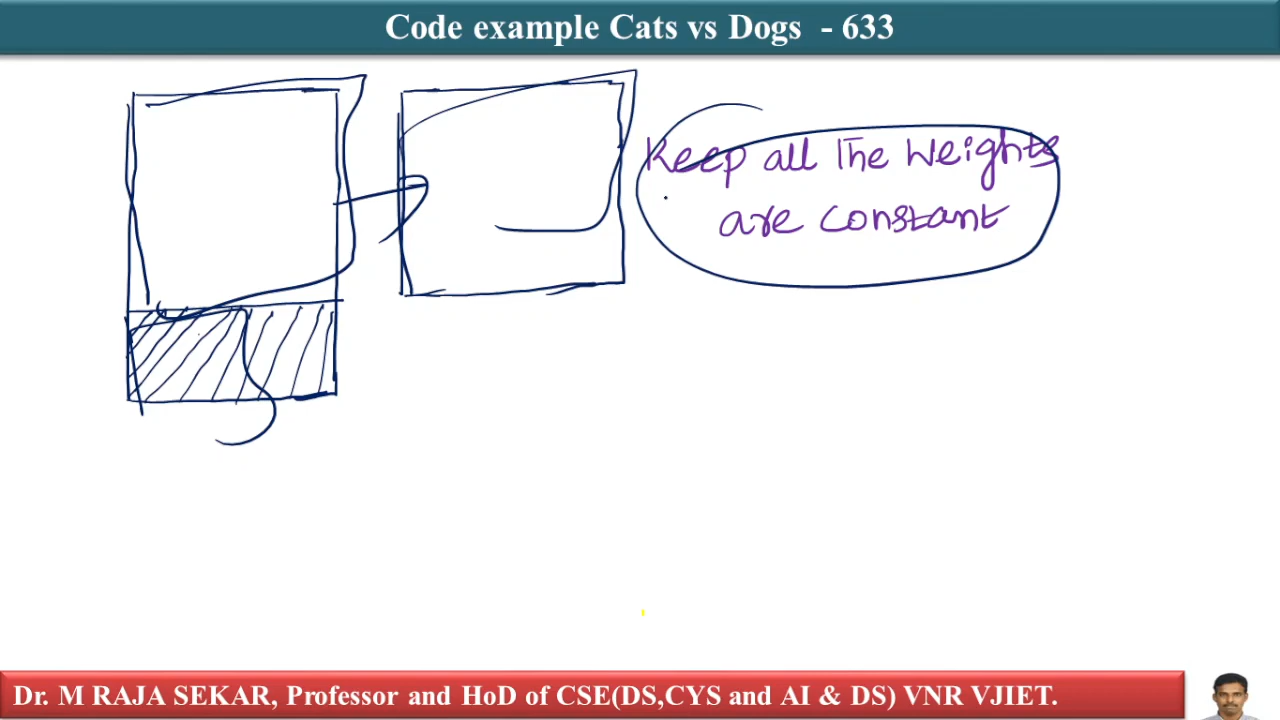 Code example Cats vs Dogs - 633
Keep all The Weights
are constant
Dr. M RAJA SEKAR, Professor and HoD of CSE(DS,CYS and AI & DS) VNR VJIET.